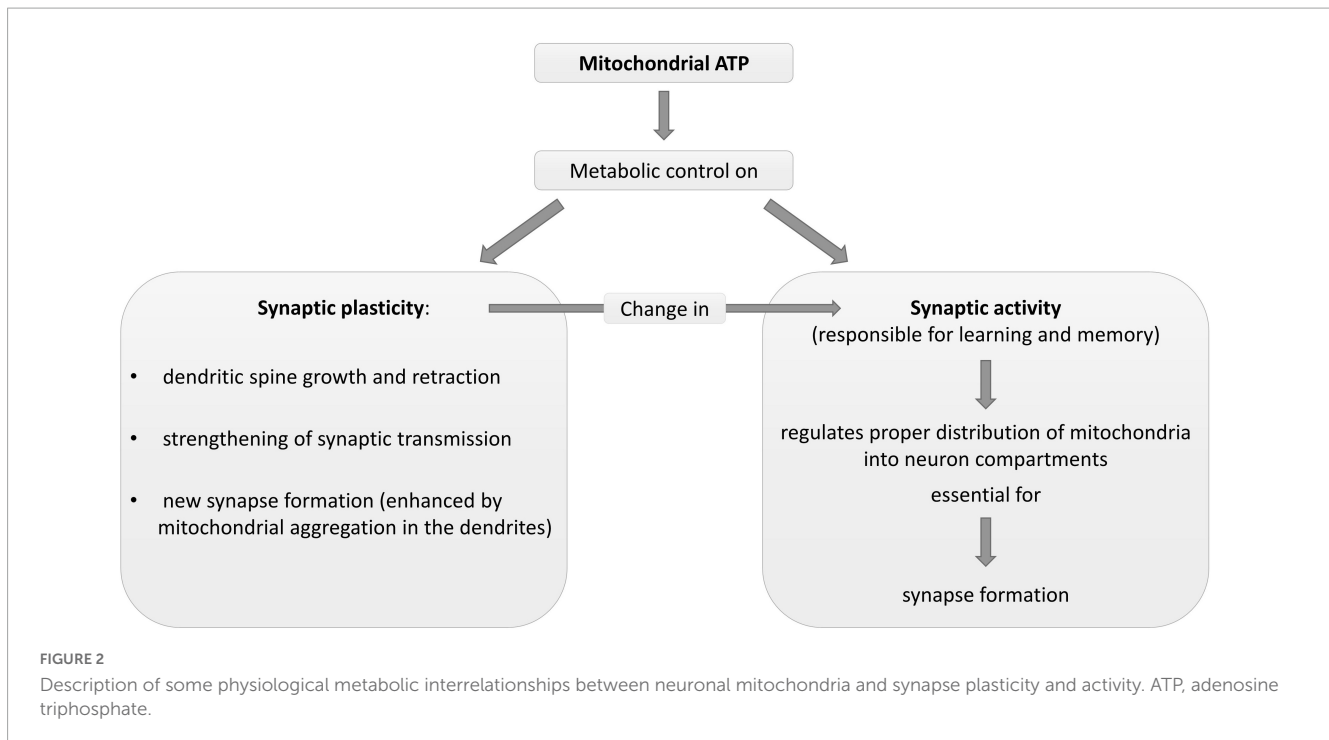 Mitochondrial ATP
Metabolic control on
Synaptic plasticity:
• dendritic spine growth and retraction
• strengthening of synaptic transmission
• new synapse formation (enhanced by
mitochondrial aggregation in the dendrites)
Change in
Synaptic activity
(responsible for learning and memory)
regulates proper distribution of mitochondria
into neuron compartments
essential for
synapse formation
FIGURE 2
Description of some physiological metabolic interrelationships between neuronal mitochondria and synapse plasticity and activity. ATP, adenosine
triphosphate.